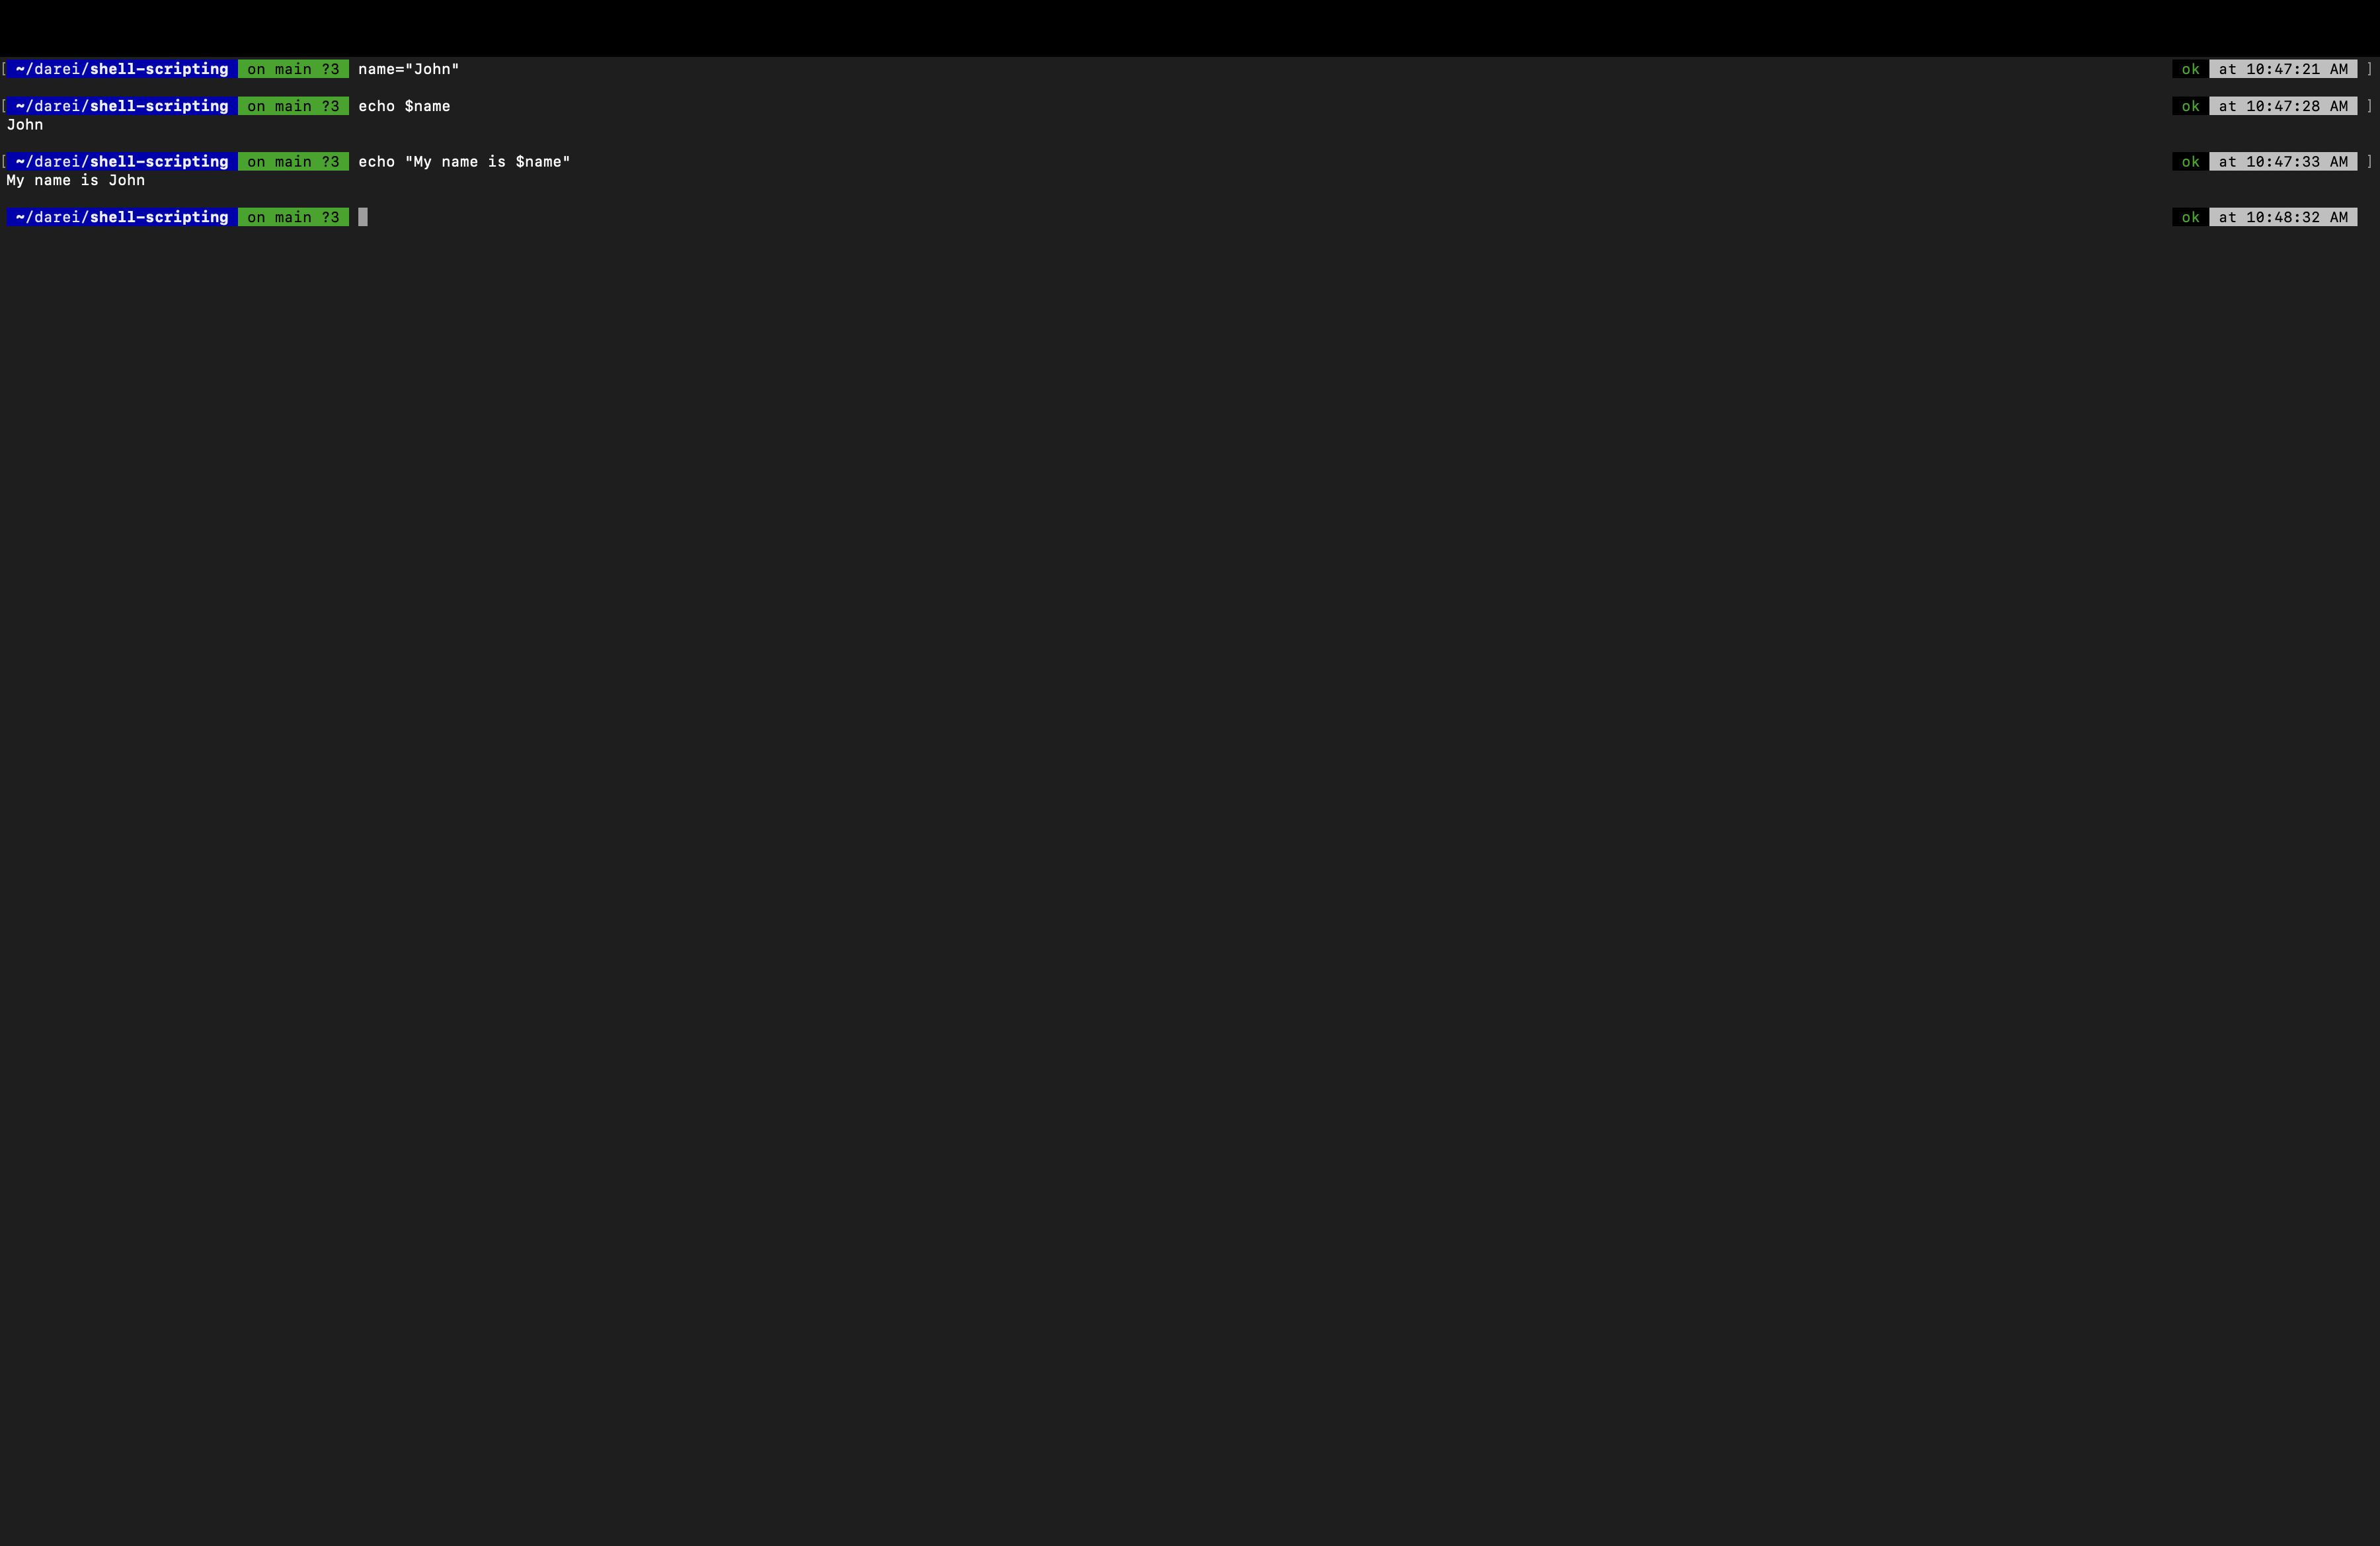 [ ~/darei/shell-scripting on main ?3 name="John" ok at 10:47:21 AM ]
[ ~/darei/shell-scripting on main ?3 echo $name ok at 10:47:28 AM ]
John
[ ~/darei/shell-scripting on main ?3 echo "My name is $name" ok at 10:47:33 AM ]
My name is John
~/darei/shell-scripting on main ?3 ok at 10:48:32 AM